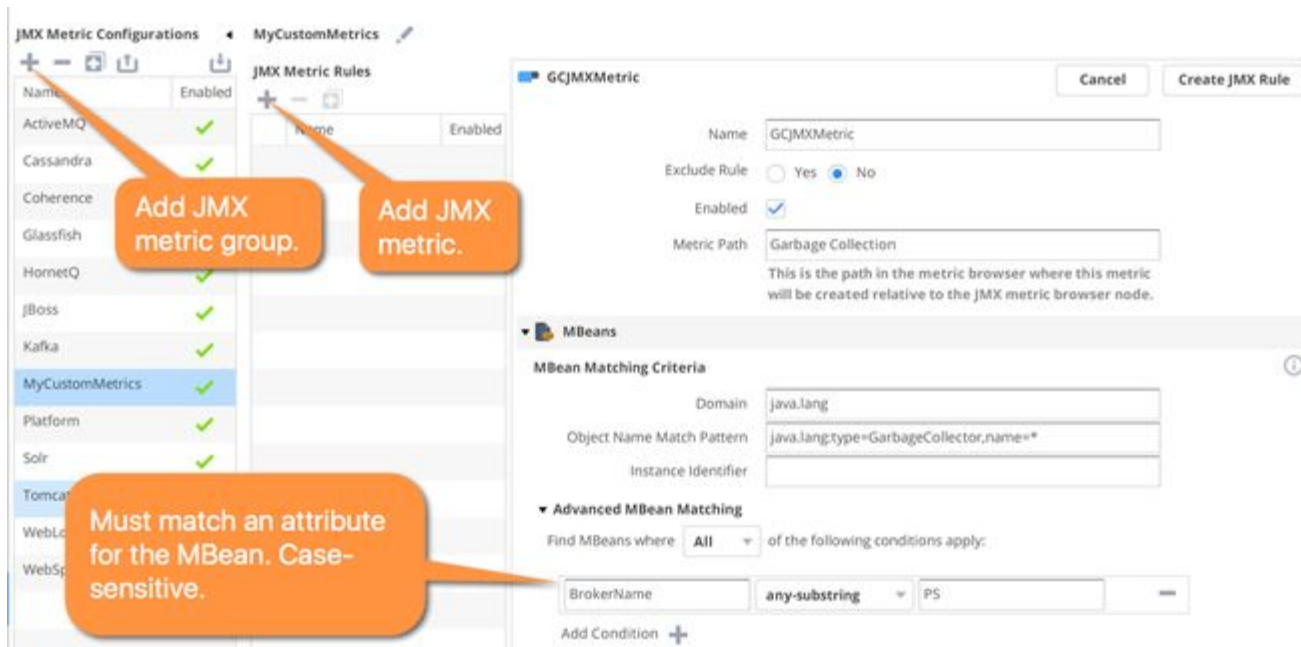 JMX Metric Configurations
MyCustomMetrics
JMX Metric Rules
Name
Enabled
ActiveMQ
Cassandra
Coherence
Glassfish
HornetQ
JBoss
Kafka
MyCustomMetrics
Platform
Solr
Tomcat
Name
Enabled
Add JMX
metric group.
Add JMX
metric.
Must match an attribute
for the MBean. Case-
sensitive.
GCJMXMetric
Cancel
Create JMX Rule
Name GCJMXMetric
Exclude Rule Yes No
Enabled
Metric Path Garbage Collection
This is the path in the metric browser where this metric
will be created relative to the JMX metric browser node.
MBeans
MBean Matching Criteria
Domain java.lang
Object Name Match Pattern java.lang:type=GarbageCollector,name=*
Instance Identifier
Advanced MBean Matching
Find MBeans where All of the following conditions apply:
BrokerName any-substring PS
Add Condition